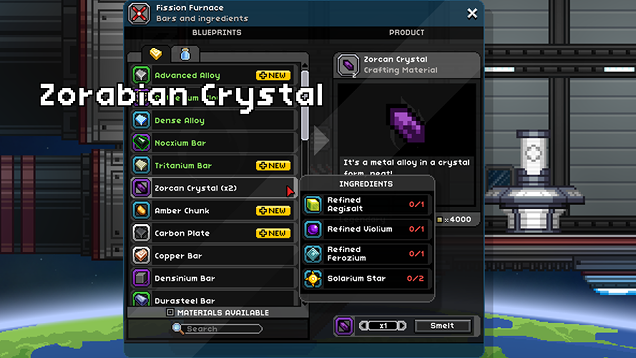 Fission Furnace
Bars and ingredients
BLUEPRINTS
PRODUCT
Advanced Alloy
NEW
Zorabian Crystal
Dense Alloy
Nocxium Bar
Tritanium Bar
NEW
Zorcan Crystal (x2)
Amber Chunk
NEW
Carbon Plate
NEW
Copper Bar
Densinium Bar
Durasteel Bar
MATERIALS AVAILABLE
Search
Zorcan Crystal
Crafting Material
2
It's a metal alloy in a crystal
form, neat!
x4000
INGREDIENTS
Refined
Aegisalt
0/1
Refined Violium
0/1
Refined
Ferozium
0/1
Solarium Star
0/2
x1
Smelt